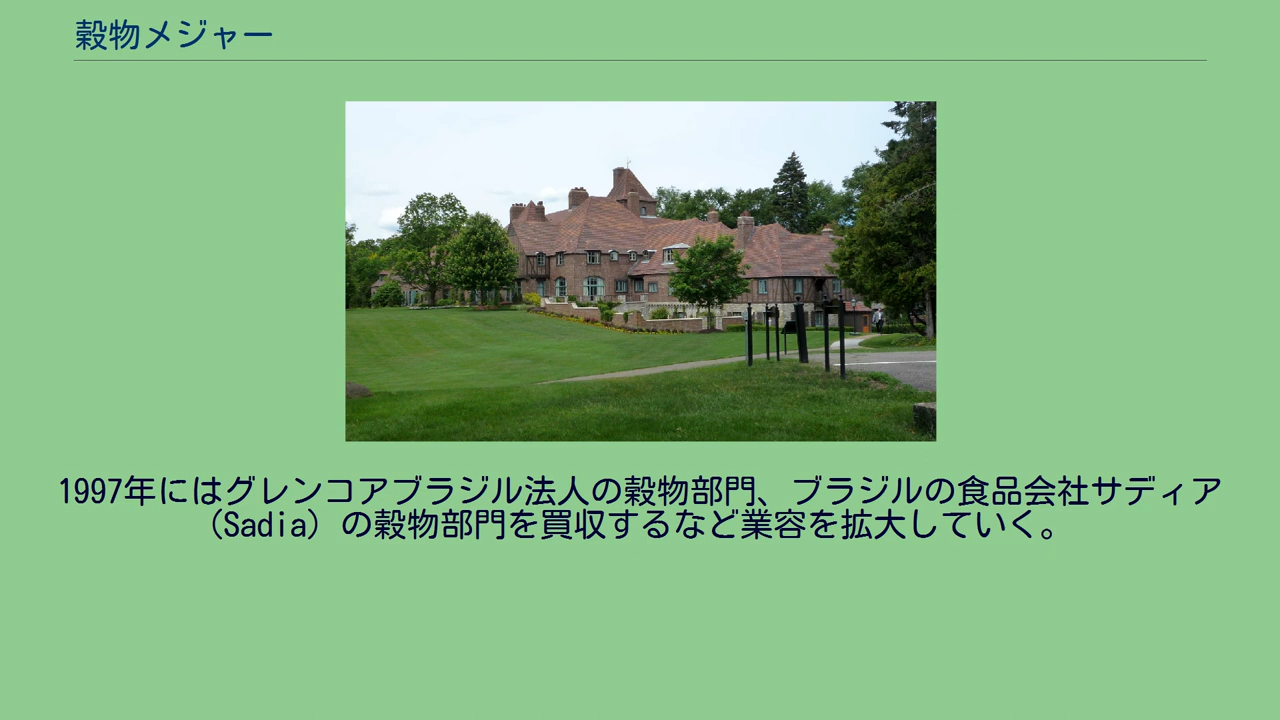 穀物メジャー
1997年にはグレンコアブラジル法人の穀物部門、ブラジルの食品会社サディア
（Sadia）の穀物部門を買収するなど業容を拡大していく。